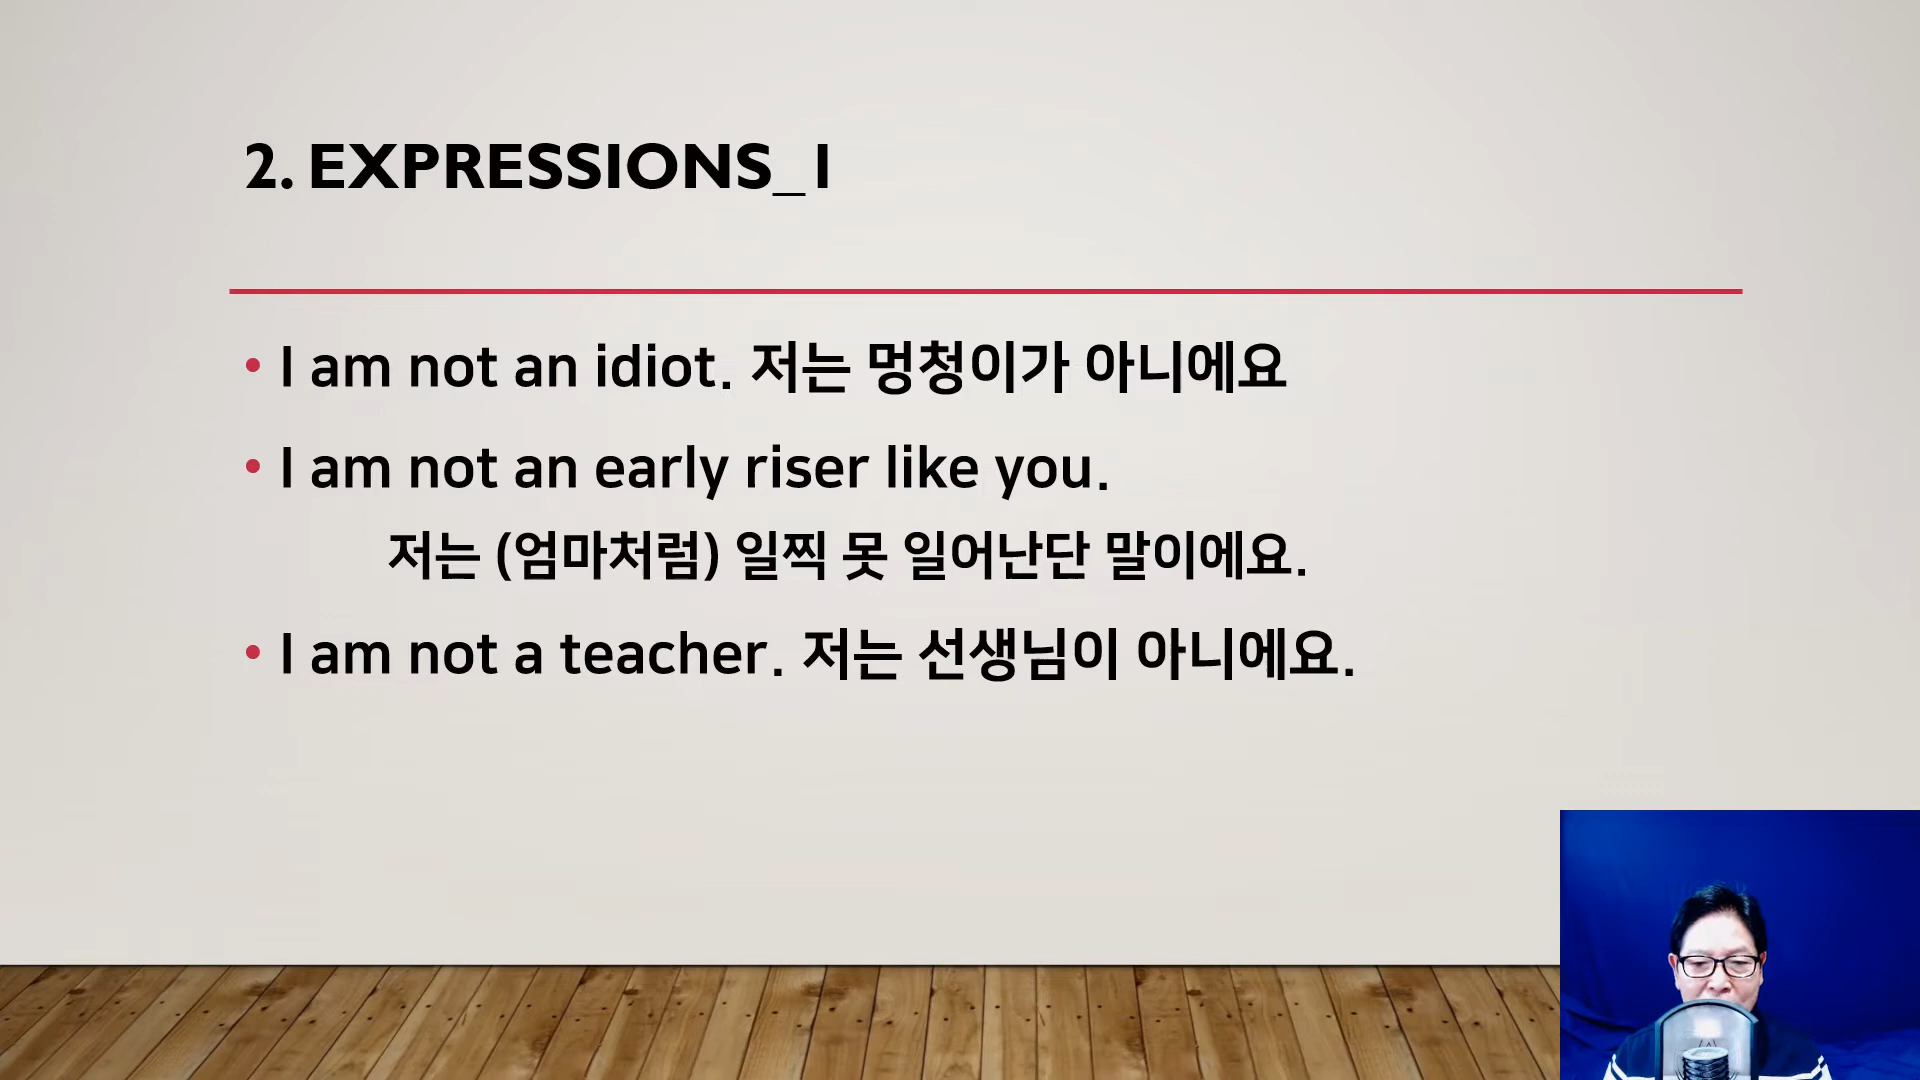 2. EXPRESSIONS_1
• I am not an idiot. 저는 멍청이가 아니에요
• I am not an early riser like you.
저는 (엄마처럼) 일찍 못 일어난단 말이에요.
• I am not a teacher. 저는 선생님이 아니에요.